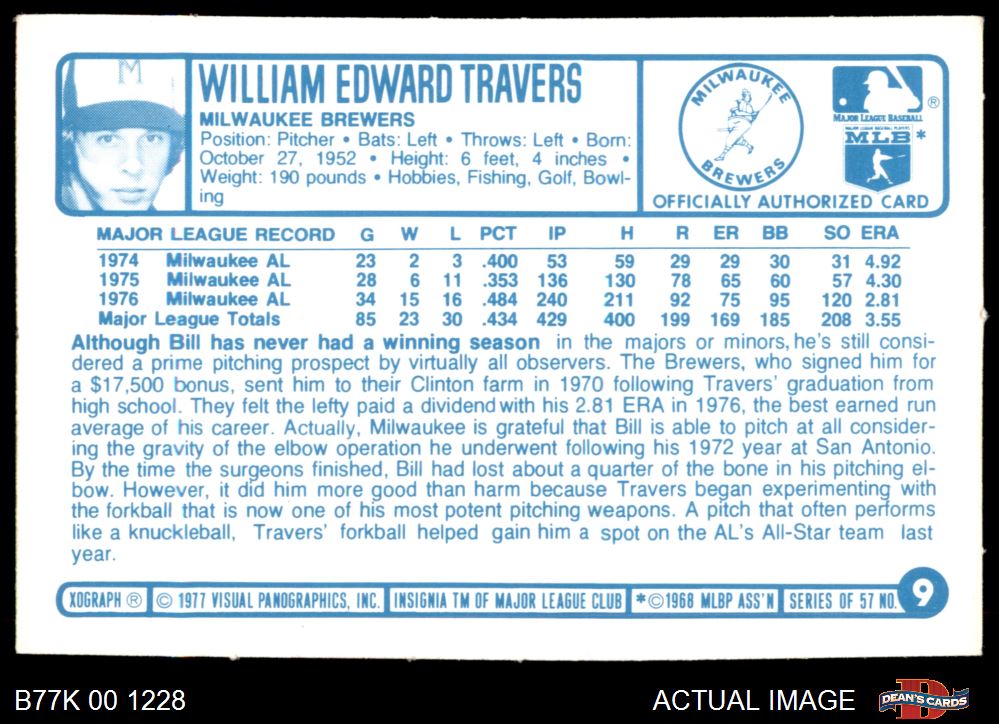 M
WILLIAM EDWARD TRAVERS
MILWAUKEE BREWERS
Position: Pitcher • Bats: Left • Throws: Left • Born:
October 27, 1952 • Height: 6 feet, 4 inches •
Weight: 190 pounds • Hobbies, Fishing, Golf, Bowl-
ing
MILWAUKEE
BREWERS
®
MAJOR LEAGUE BASEBALL
MAJOR LEAGUE BASEBALL PLAYERS
MLB *
OFFICIALLY AUTHORIZED CARD
MAJOR LEAGUE RECORD G W L PCT IP H R ER BB SO ERA
1974 Milwaukee AL 23 2 3 .400 53 59 29 29 30 31 4.92
1975 Milwaukee AL 28 6 11 .353 136 130 78 65 60 57 4.30
1976 Milwaukee AL 34 15 16 .484 240 211 92 75 95 120 2.81
Major League Totals 85 23 30 .434 429 400 199 169 185 208 3.55
Although Bill has never had a winning season in the majors or minors, he's still consi-
dered a prime pitching prospect by virtually all observers. The Brewers, who signed him for
a $17,500 bonus, sent him to their Clinton farm in 1970 following Travers' graduation from
high school. They felt the lefty paid a dividend with his 2.81 ERA in 1976, the best earned run
average of his career. Actually, Milwaukee is grateful that Bill is able to pitch at all consider-
ing the gravity of the elbow operation he underwent following his 1972 year at San Antonio.
By the time the surgeons finished, Bill had lost about a quarter of the bone in his pitching el-
bow. However, it did him more good than harm because Travers began experimenting with
the forkball that is now one of his most potent pitching weapons. A pitch that often performs
like a knuckleball, Travers' forkball helped gain him a spot on the AL's All-Star team last
year.
XOGRAPH ® © 1977 VISUAL PANOGRAPHICS, INC. INSIGNIA TM OF MAJOR LEAGUE CLUB *©1968 MLBP ASS'N SERIES OF 57 NO. 9
B77K 00 1228 ACTUAL IMAGE DEAN'S CARDS